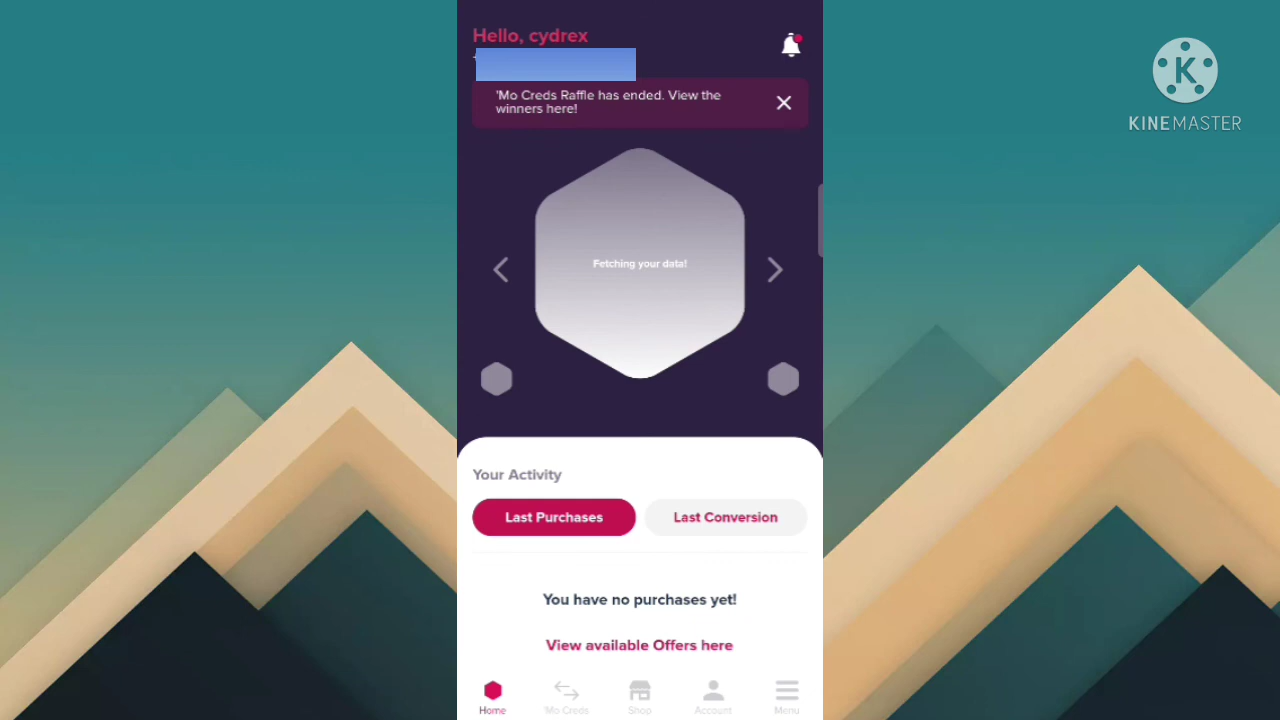 Hello, cydrex
'Mo Creds Raffle has ended. View the
winners here!
K
KINEMASTER
Fetching your data!
Your Activity
Last Purchases
Last Conversion
You have no purchases yet!
View available Offers here
Home
'Mo Creds
Shop
Account
Menu